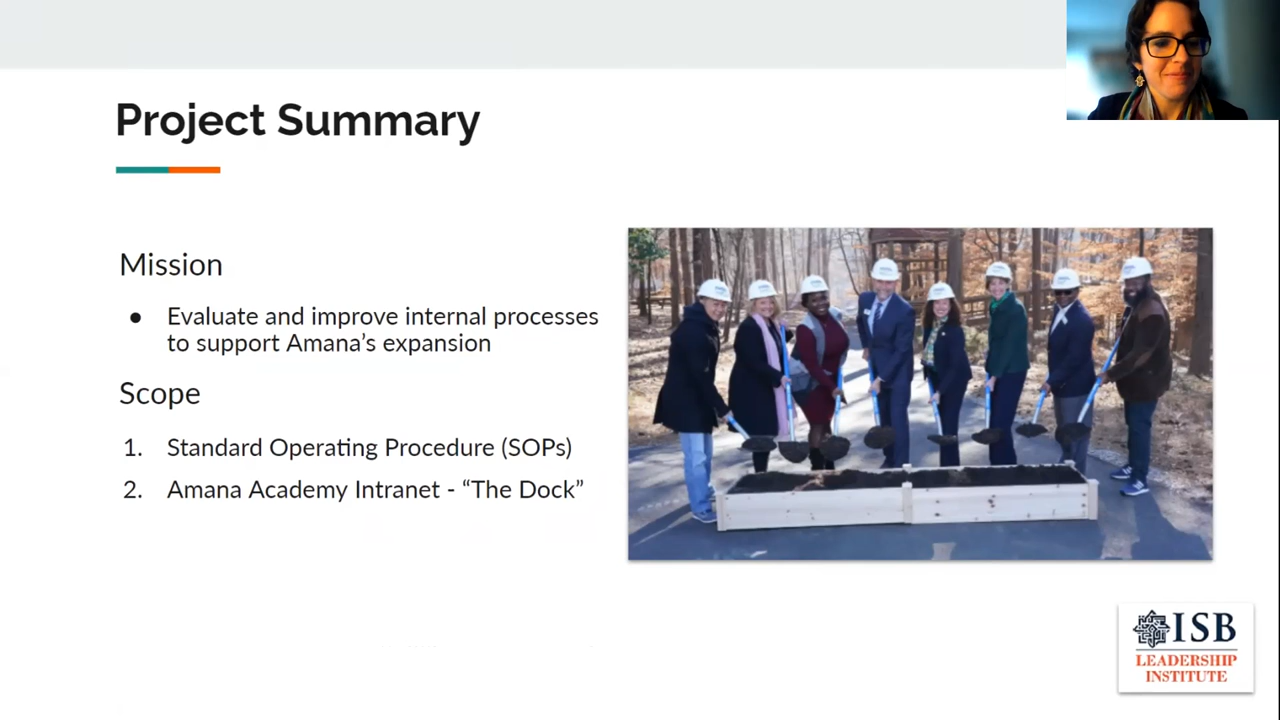 Project Summary
Mission
● Evaluate and improve internal processes
to support Amana’s expansion
Scope
1. Standard Operating Procedure (SOPs)
2. Amana Academy Intranet - “The Dock”
ISB
LEADERSHIP
INSTITUTE